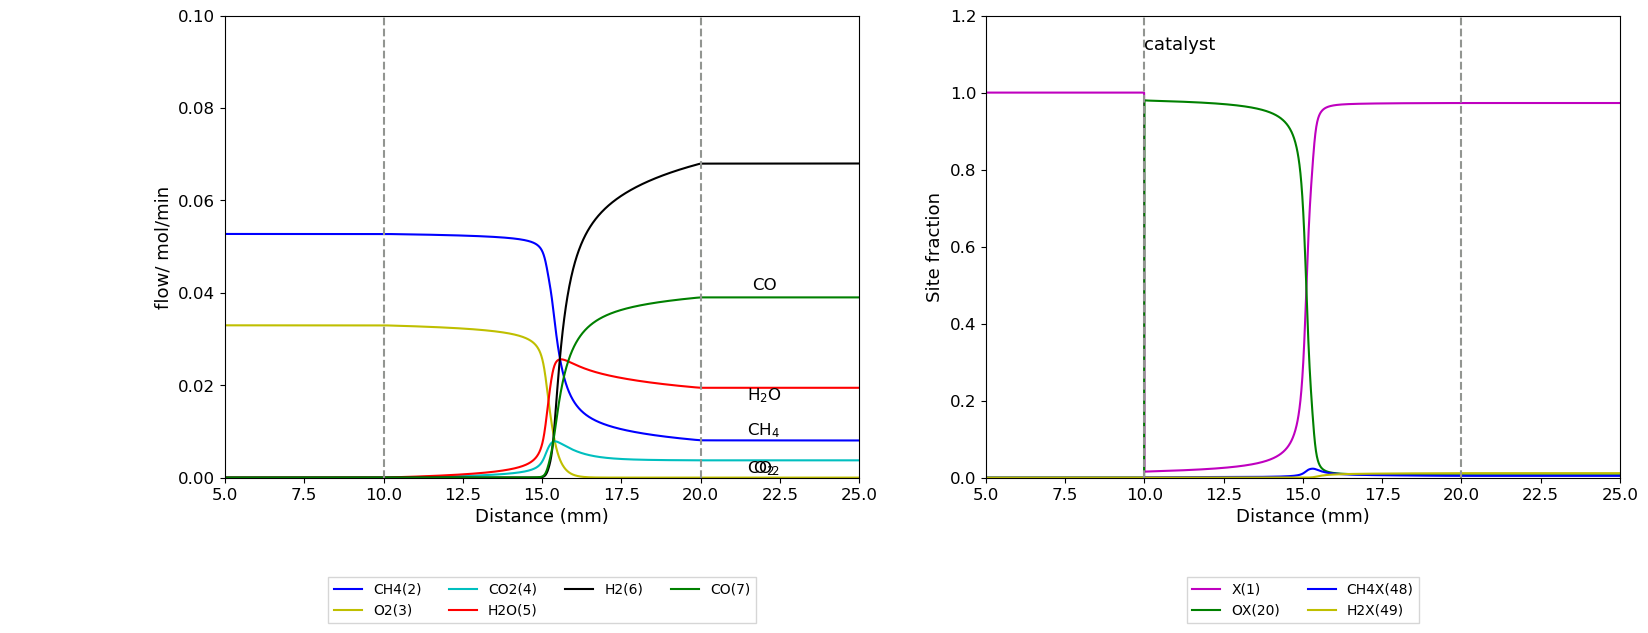 0.10
0.08
0.06
0.04
0.02
0.00
flow/ mol/min
CO
H₂O
CH₄
CO₂
O₂
5.0 7.5 10.0 12.5 15.0 17.5 20.0 22.5 25.0
Distance (mm)
CH4(2) CO2(4) H2(6) CO(7)
O2(3) H2O(5)
1.2
1.0
0.8
0.6
0.4
0.2
0.0
Site fraction
catalyst
5.0 7.5 10.0 12.5 15.0 17.5 20.0 22.5 25.0
Distance (mm)
X(1) CH4X(48)
OX(20) H2X(49)